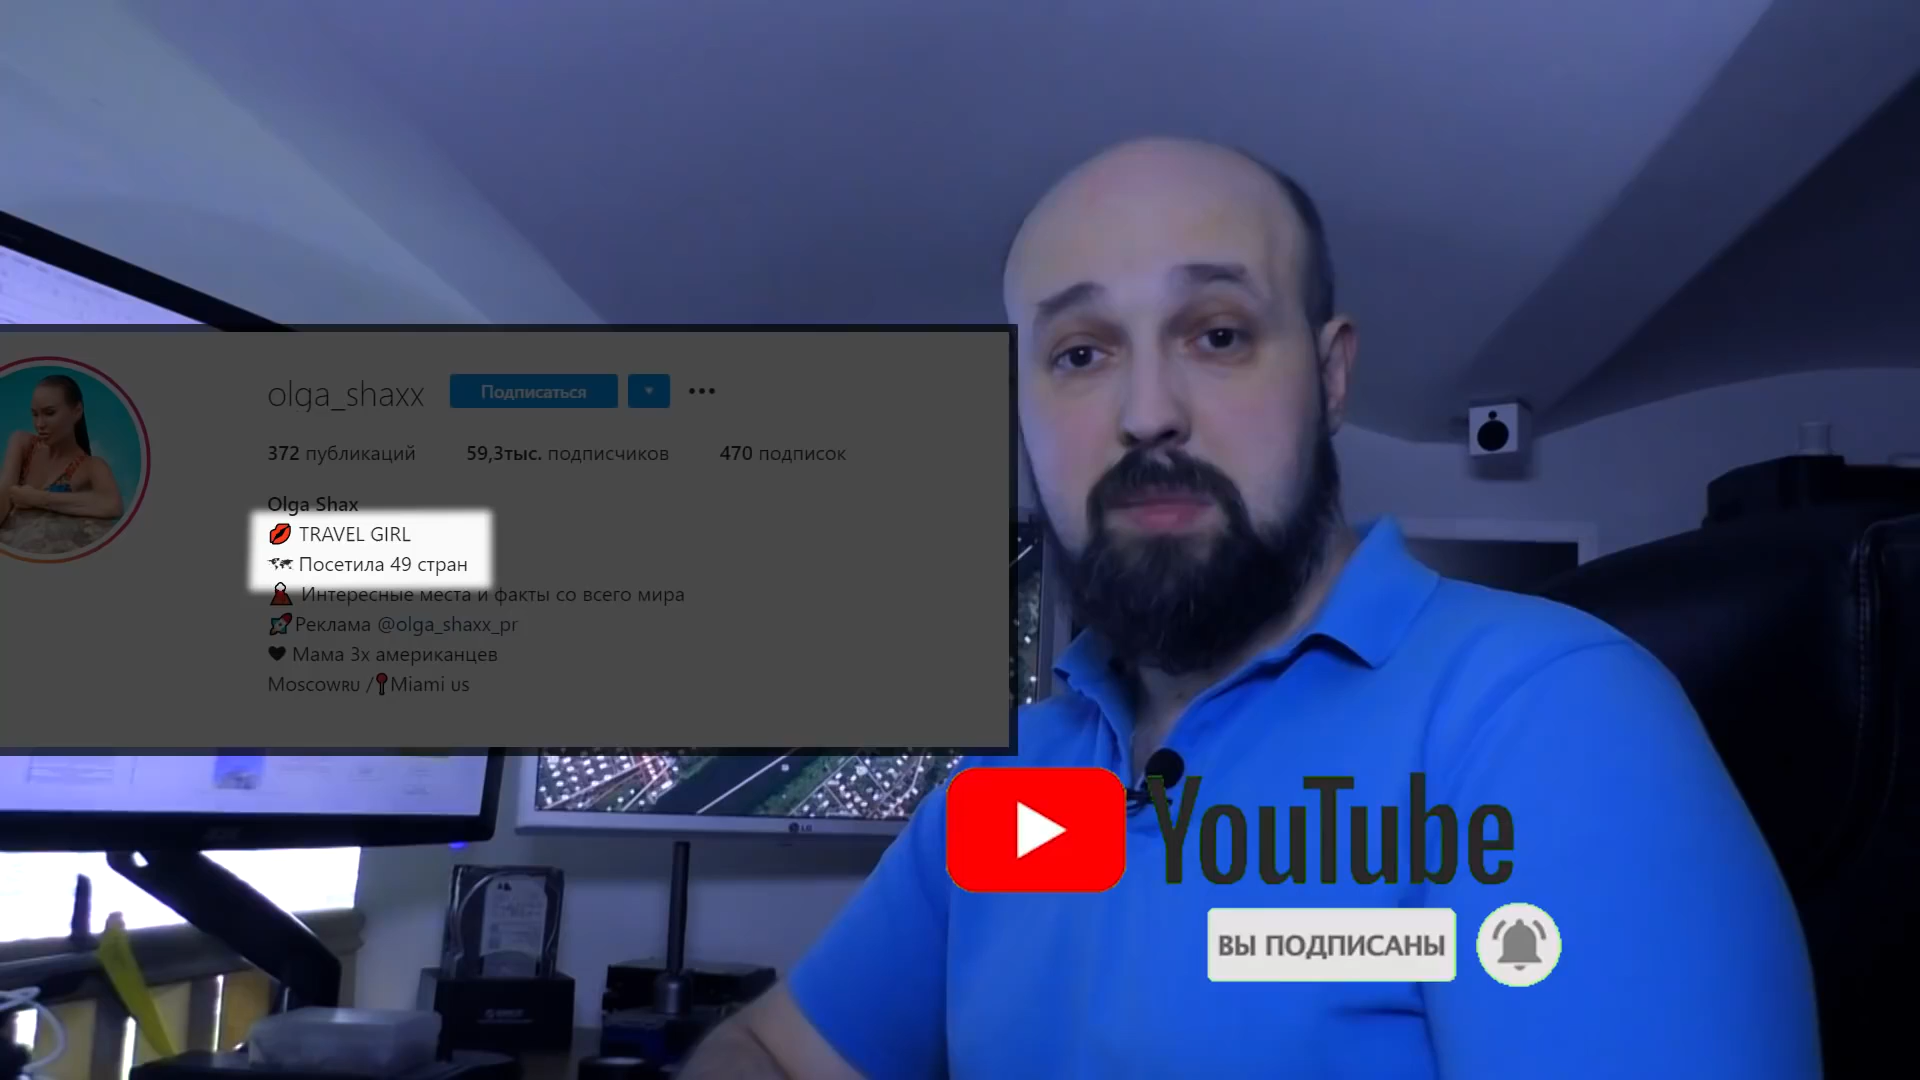 olga_shaxx Подписаться
372 публикаций 59,3тыс. подписчиков 470 подписок
Olga Shax
TRAVEL GIRL
Посетила 49 стран
Интересные места и факты со всего мира
Реклама @olga_shaxx_pr
Мама 3х американцев
MoscowRU / Miami us
LG
YouTube
ВЫ ПОДПИСАНЫ